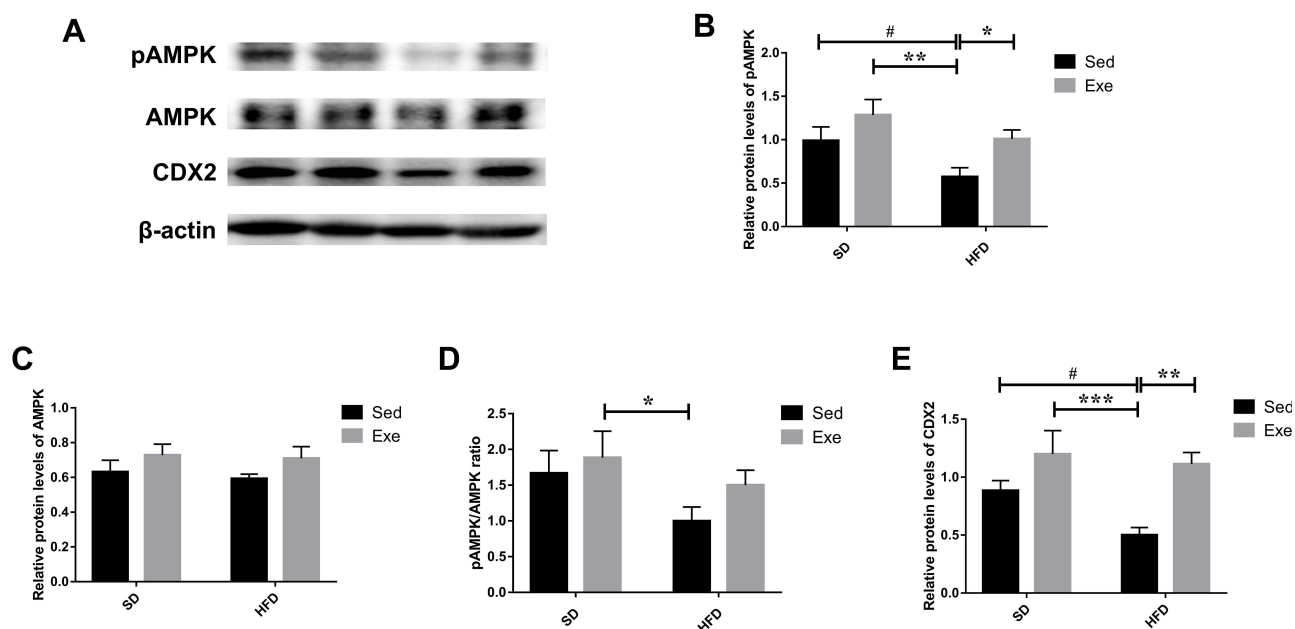 A
pAMPK
AMPK
CDX2
β-actin
B
Relative protein levels of pAMPK
2.0
1.5
1.0
0.5
0.0
#
*
**
SD
HFD
Sed
Exe
C
Relative protein levels of AMPK
1.0
0.8
0.6
0.4
0.2
0.0
SD
HFD
Sed
Exe
D
pAMPK/AMPK ratio
2.5
2.0
1.5
1.0
0.5
0.0
*
SD
HFD
Sed
Exe
E
Relative protein levels of CDX2
1.5
1.0
0.5
0.0
#
**
***
SD
HFD
Sed
Exe